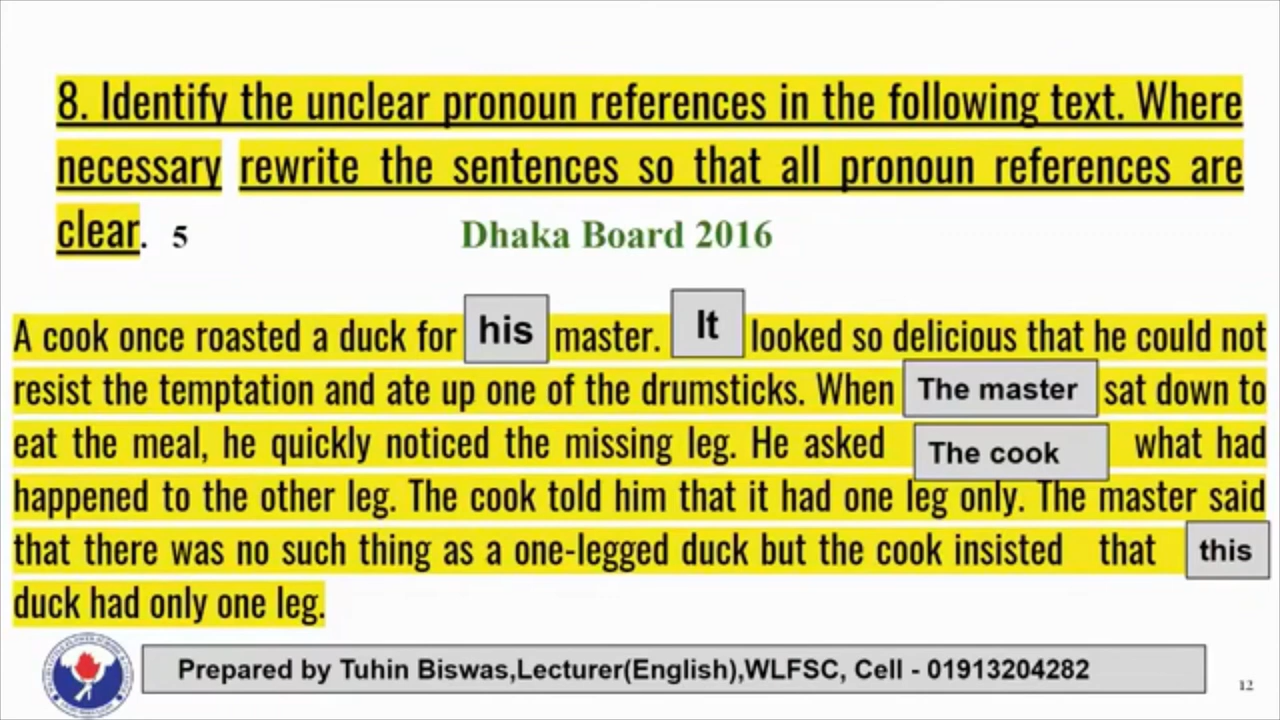 8. Identify the unclear pronoun references in the following text. Where
necessary rewrite the sentences so that all pronoun references are
clear. 5 Dhaka Board 2016
A cook once roasted a duck for his master. It looked so delicious that he could not
resist the temptation and ate up one of the drumsticks. When The master sat down to
eat the meal, he quickly noticed the missing leg. He asked The cook what had
happened to the other leg. The cook told him that it had one leg only. The master said
that there was no such thing as a one-legged duck but the cook insisted that this
duck had only one leg.
Prepared by Tuhin Biswas,Lecturer(English),WLFSC, Cell - 01913204282
12